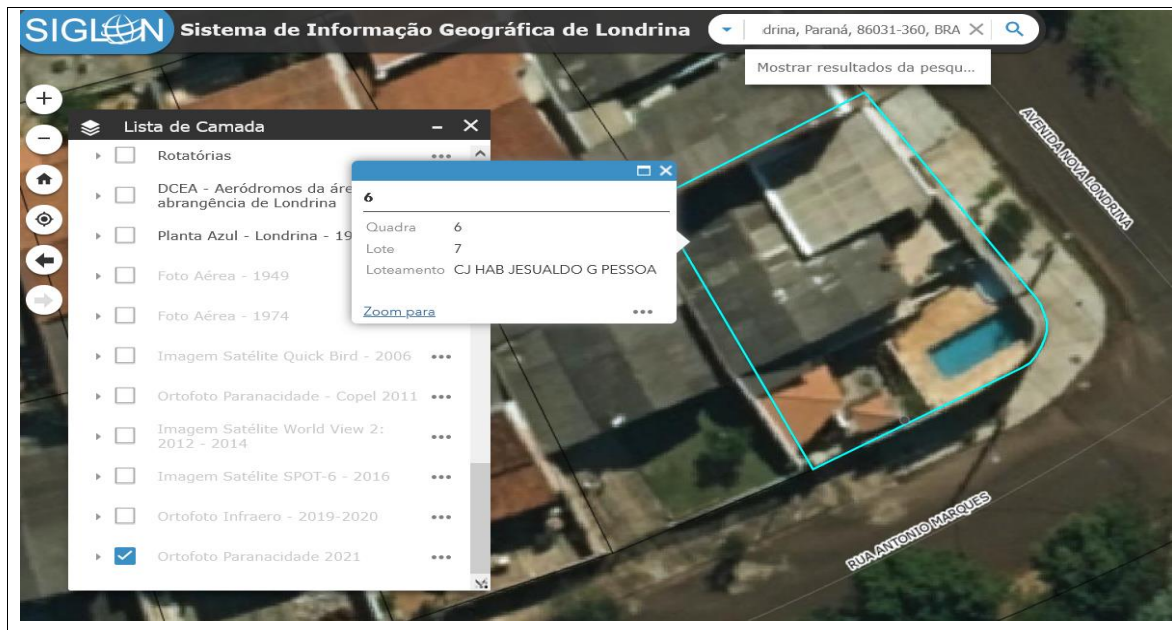 SIGLON Sistema de Informação Geográfica de Londrina
drina, Paraná, 86031-360, BRA
Mostrar resultados da pesqu...
Lista de Camada
Rotatórias
DCEA - Aeródromos da áre
abrangência de Londrina
Planta Azul - Londrina - 19
Foto Aérea - 1949
Foto Aérea - 1974
Imagem Satélite Quick Bird - 2006
Ortofoto Paranacidade - Copel 2011
Imagem Satélite World View 2:
2012 - 2014
Imagem Satélite SPOT-6 - 2016
Ortofoto Infraero - 2019-2020
Ortofoto Paranacidade 2021
6
Quadra 6
Lote 7
Loteamento CJ HAB JESUALDO G PESSOA
Zoom para
AVENIDA NOVA LONDRINA
RUA ANTONIO MARQUES